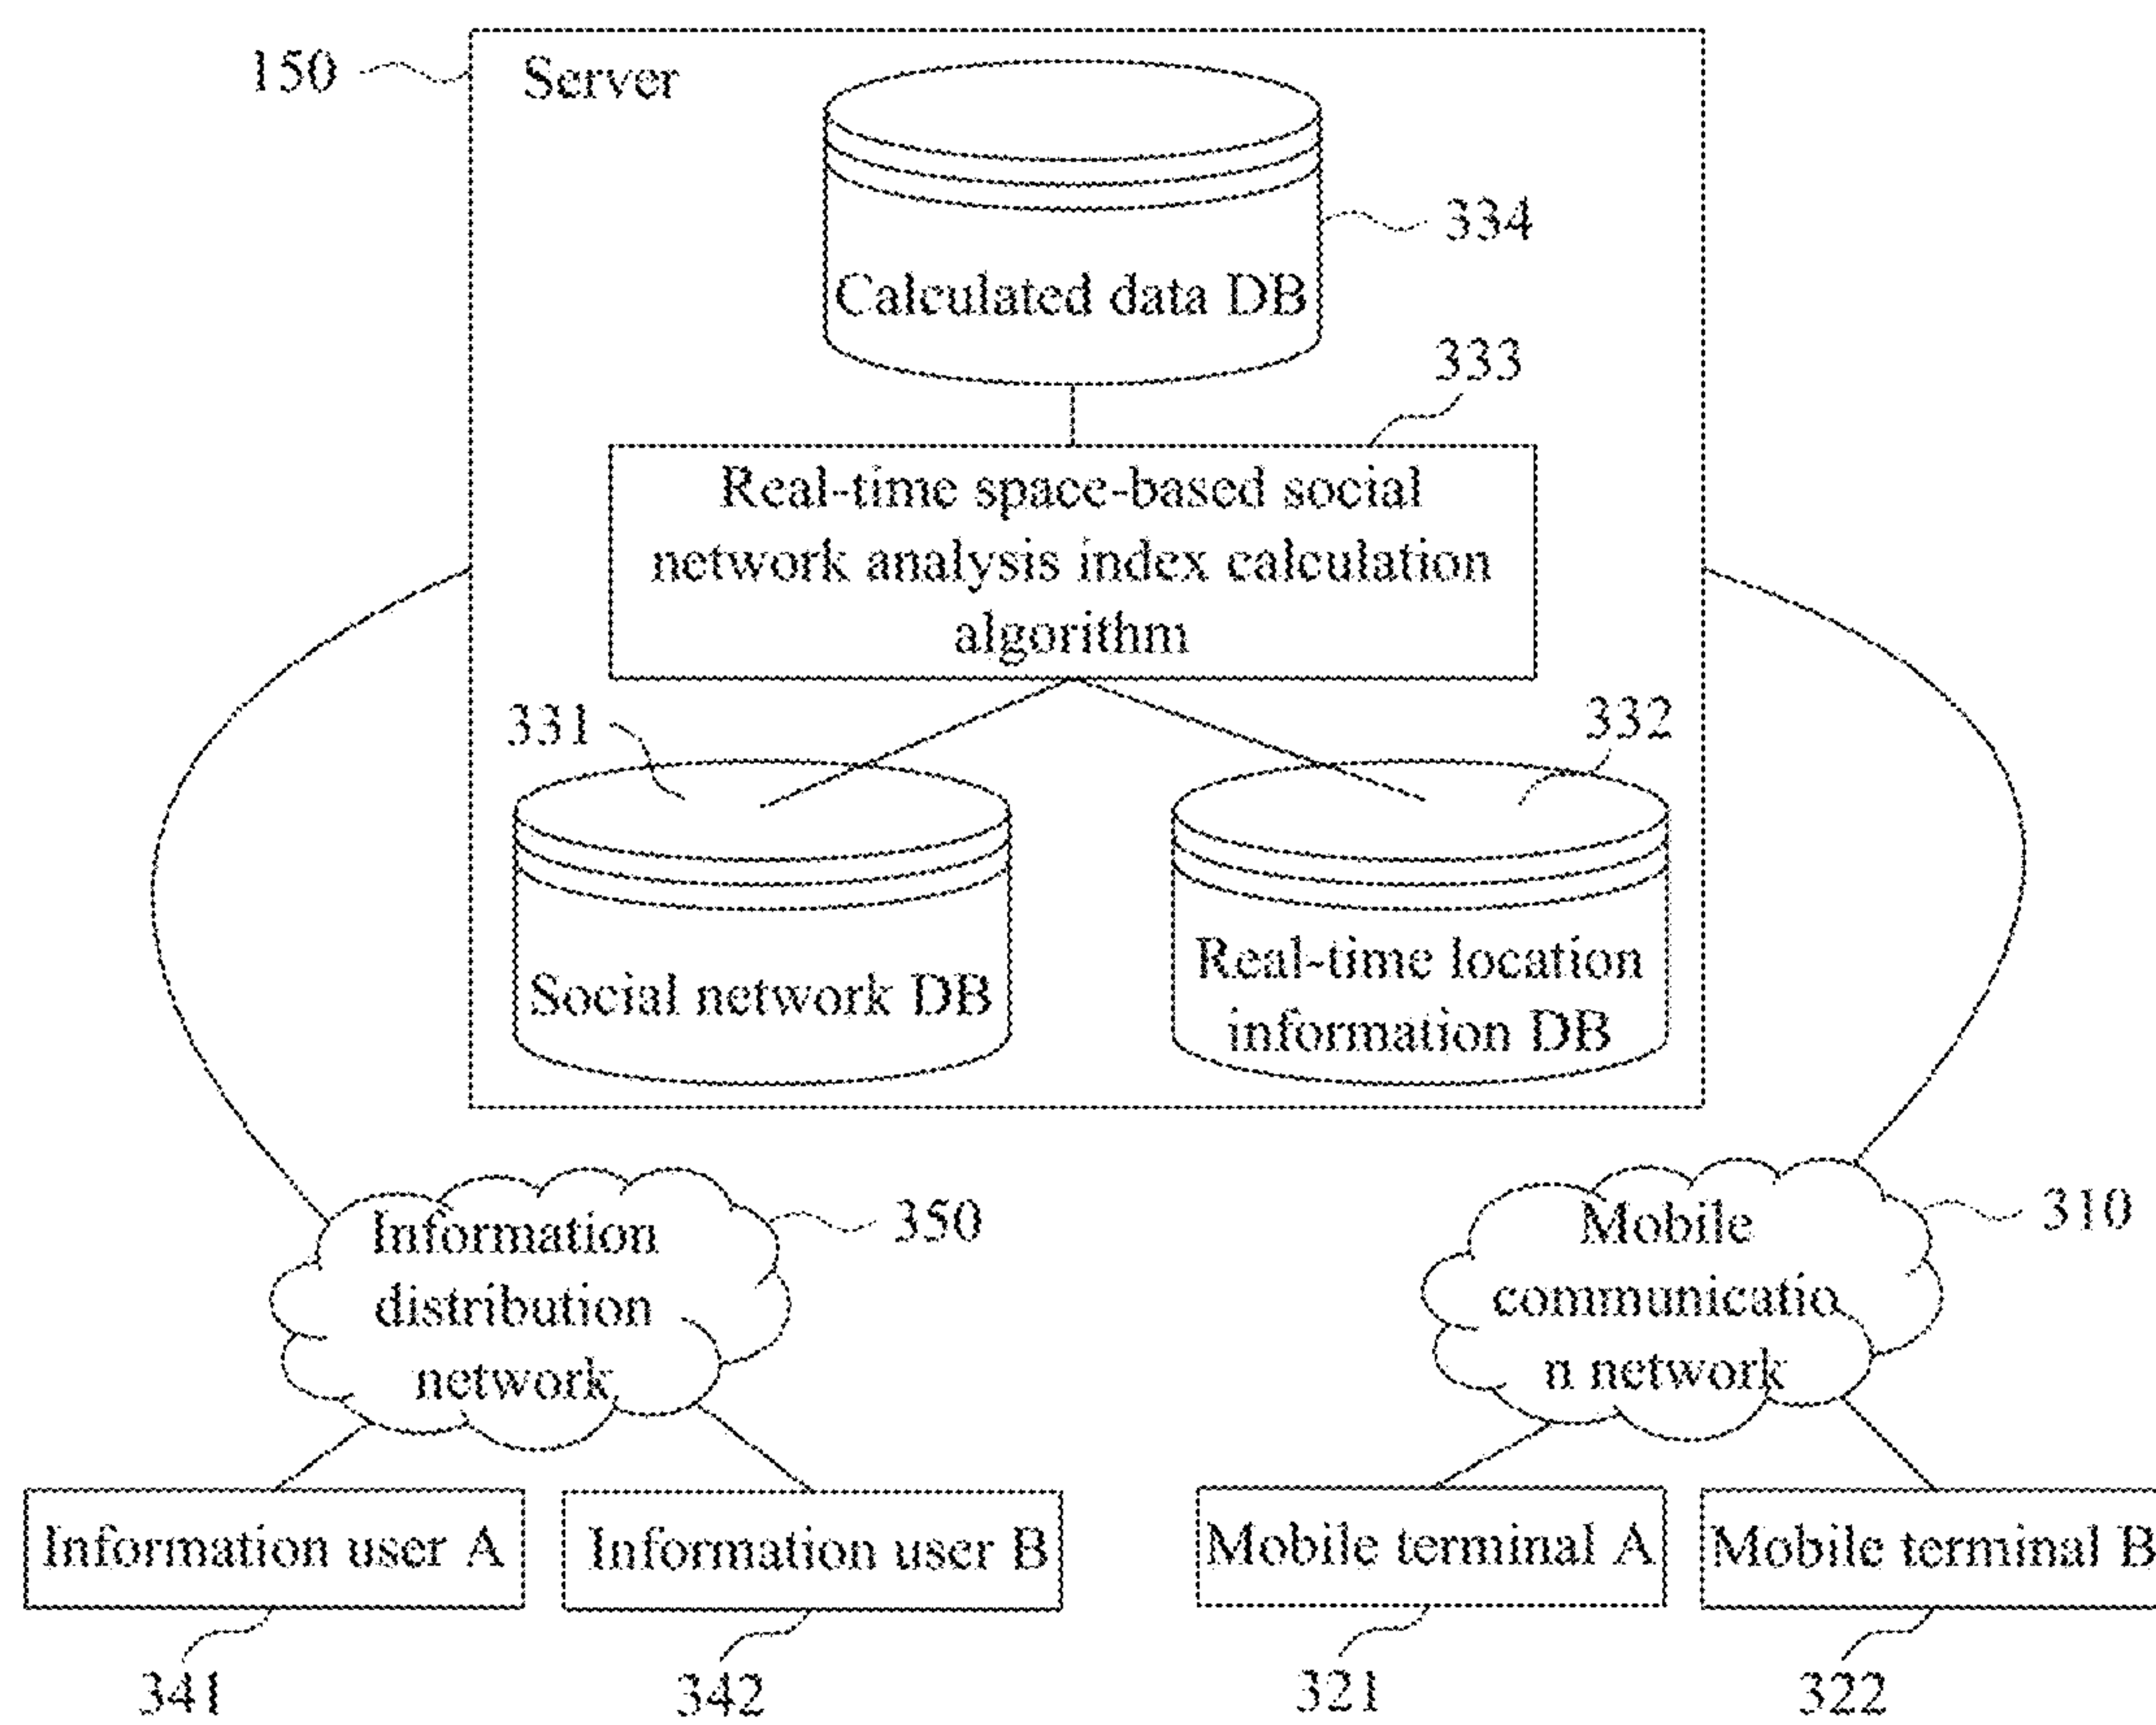 150
Server
334
Calculated data DB
333
Real-time space-based social
network analysis index calculation
algorithm
331
332
Social network DB
Real-time location
information DB
Information
distribution
network
350
Mobile
communicatio
n network
310
Information user A
Information user B
Mobile terminal A
Mobile terminal B
341
342
321
322